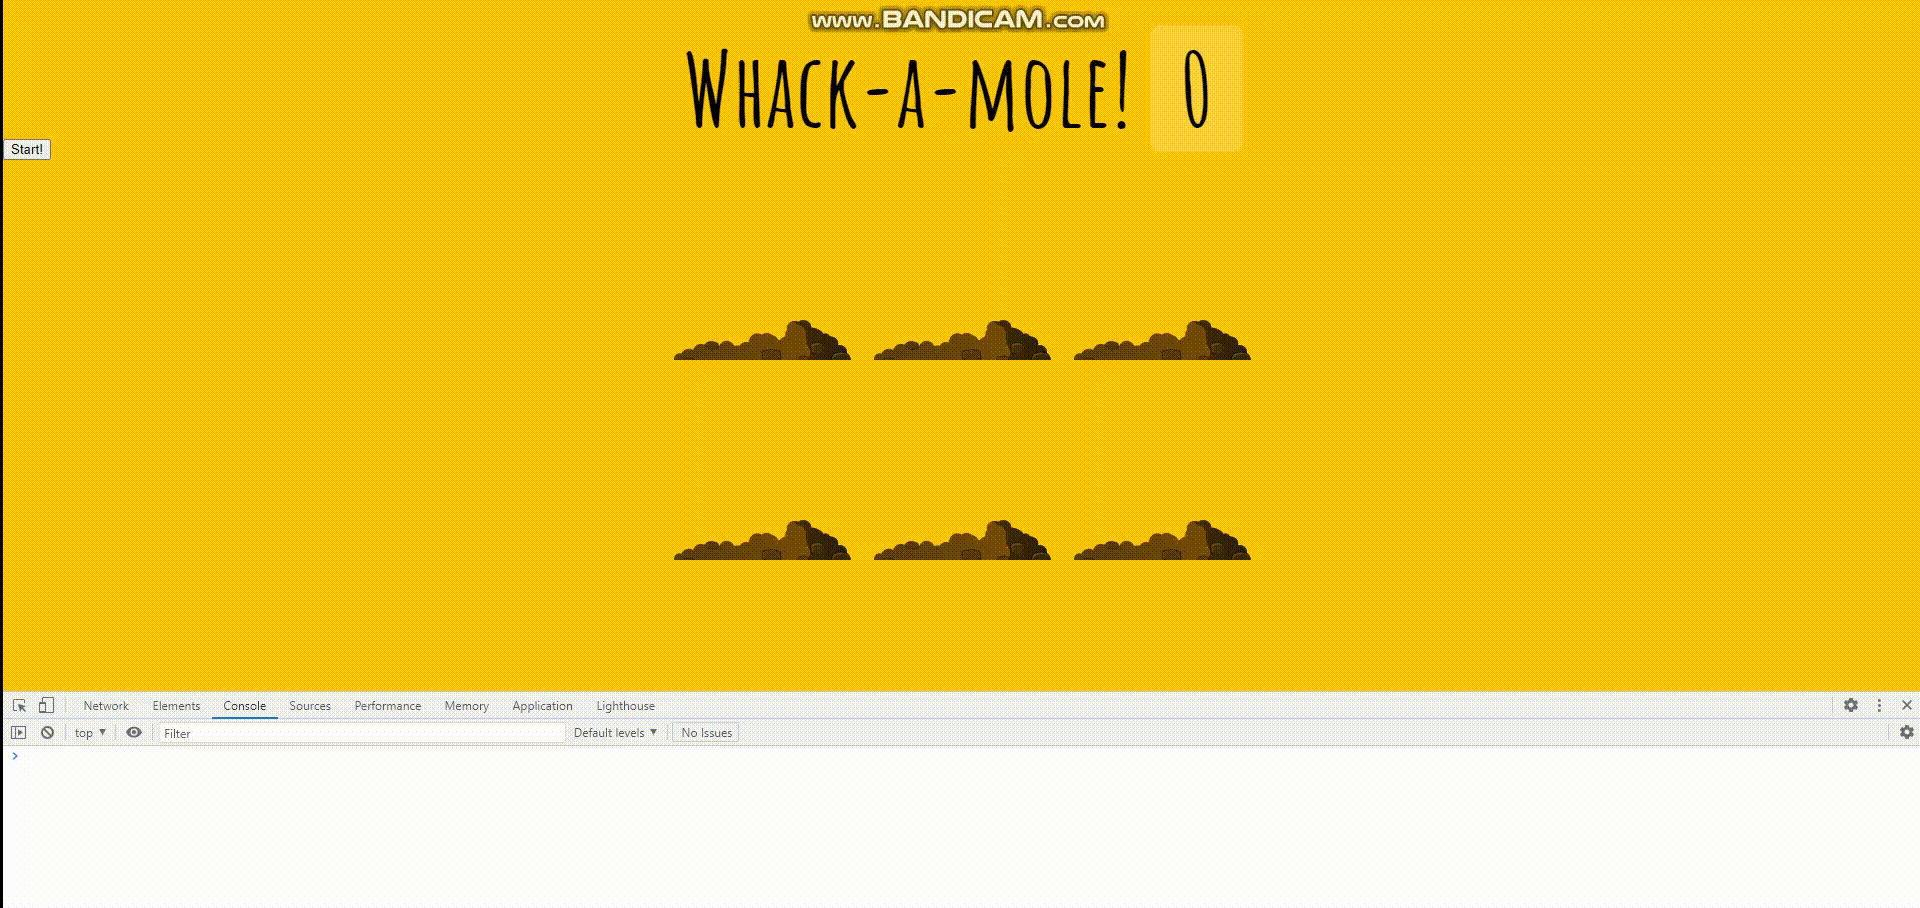 www.BANDICAM.com
Whack-a-mole! 0
Start!
Network Elements Console Sources Performance Memory Application Lighthouse
top Filter Default levels No Issues